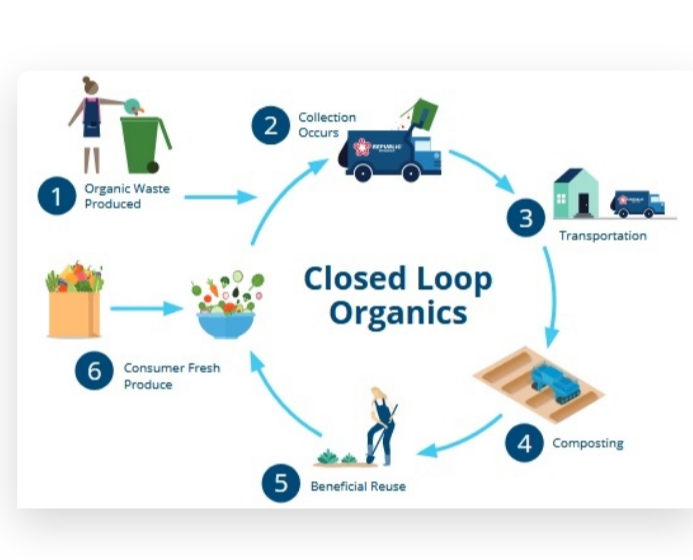 1
Organic Waste
Produced
2
Collection
Occurs
REPUBLIC
3
Transportation
Closed Loop
Organics
4
Composting
5
Beneficial Reuse
6
Consumer Fresh
Produce